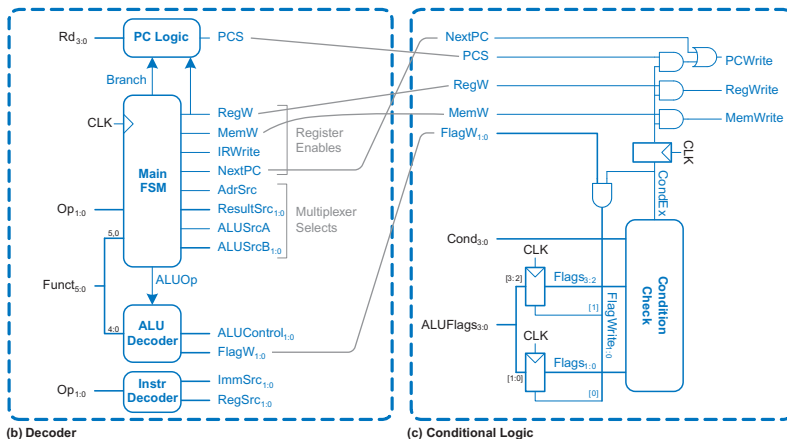 Rd3:0
PC Logic
PCS
Branch
CLK
Main
FSM
RegW
MemW
IRWrite
NextPC
Register
Enables
AdrSrc
ResultSrc1:0
ALUSrcA
ALUSrcB1:0
Multiplexer
Selects
Op1:0
5,0
Funct5:0
ALUOp
4:0
ALU
Decoder
ALUControl1:0
FlagW1:0
Op1:0
Instr
Decoder
ImmSrc1:0
RegSrc1:0
(b) Decoder
NextPC
PCS
RegW
MemW
FlagW1:0
PCWrite
RegWrite
MemWrite
CLK
CondEx
Cond3:0
CLK
[3:2]
Flags3:2
[1]
FlagWrite1:0
Condition
Check
ALUFlags3:0
CLK
Flags1:0
[1:0]
[0]
(c) Conditional Logic